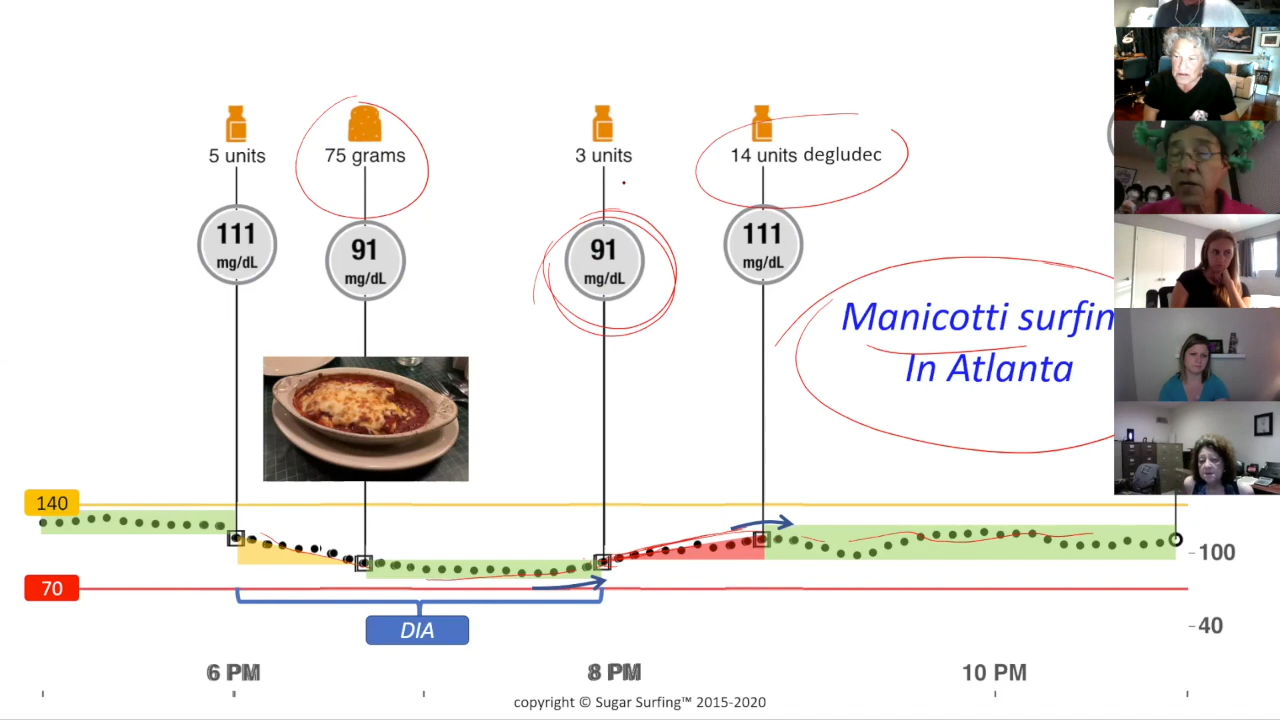 5 units
75 grams
3 units
14 units degludec
111
mg/dL
91
mg/dL
91
mg/dL
111
mg/dL
Manicotti surfin
In Atlanta
140
100
70
40
DIA
6 PM
8 PM
10 PM
copyright © Sugar Surfing™ 2015-2020